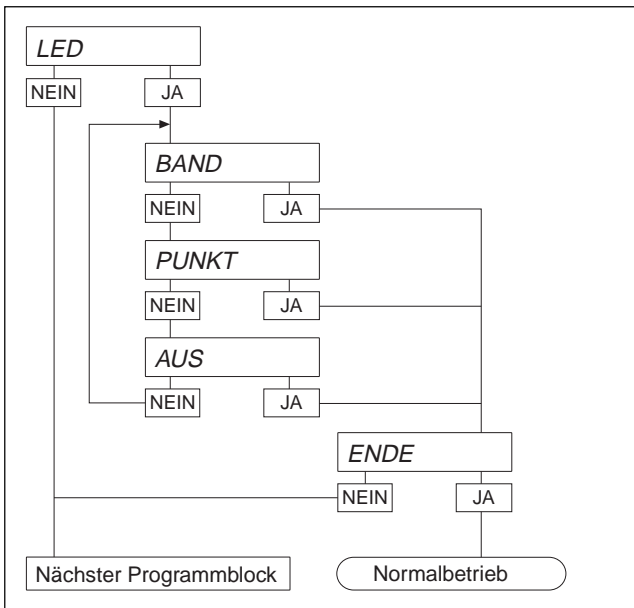 LED
NEIN JA
BAND
NEIN JA
PUNKT
NEIN JA
AUS
NEIN JA
ENDE
NEIN JA
Nächster Programmblock Normalbetrieb